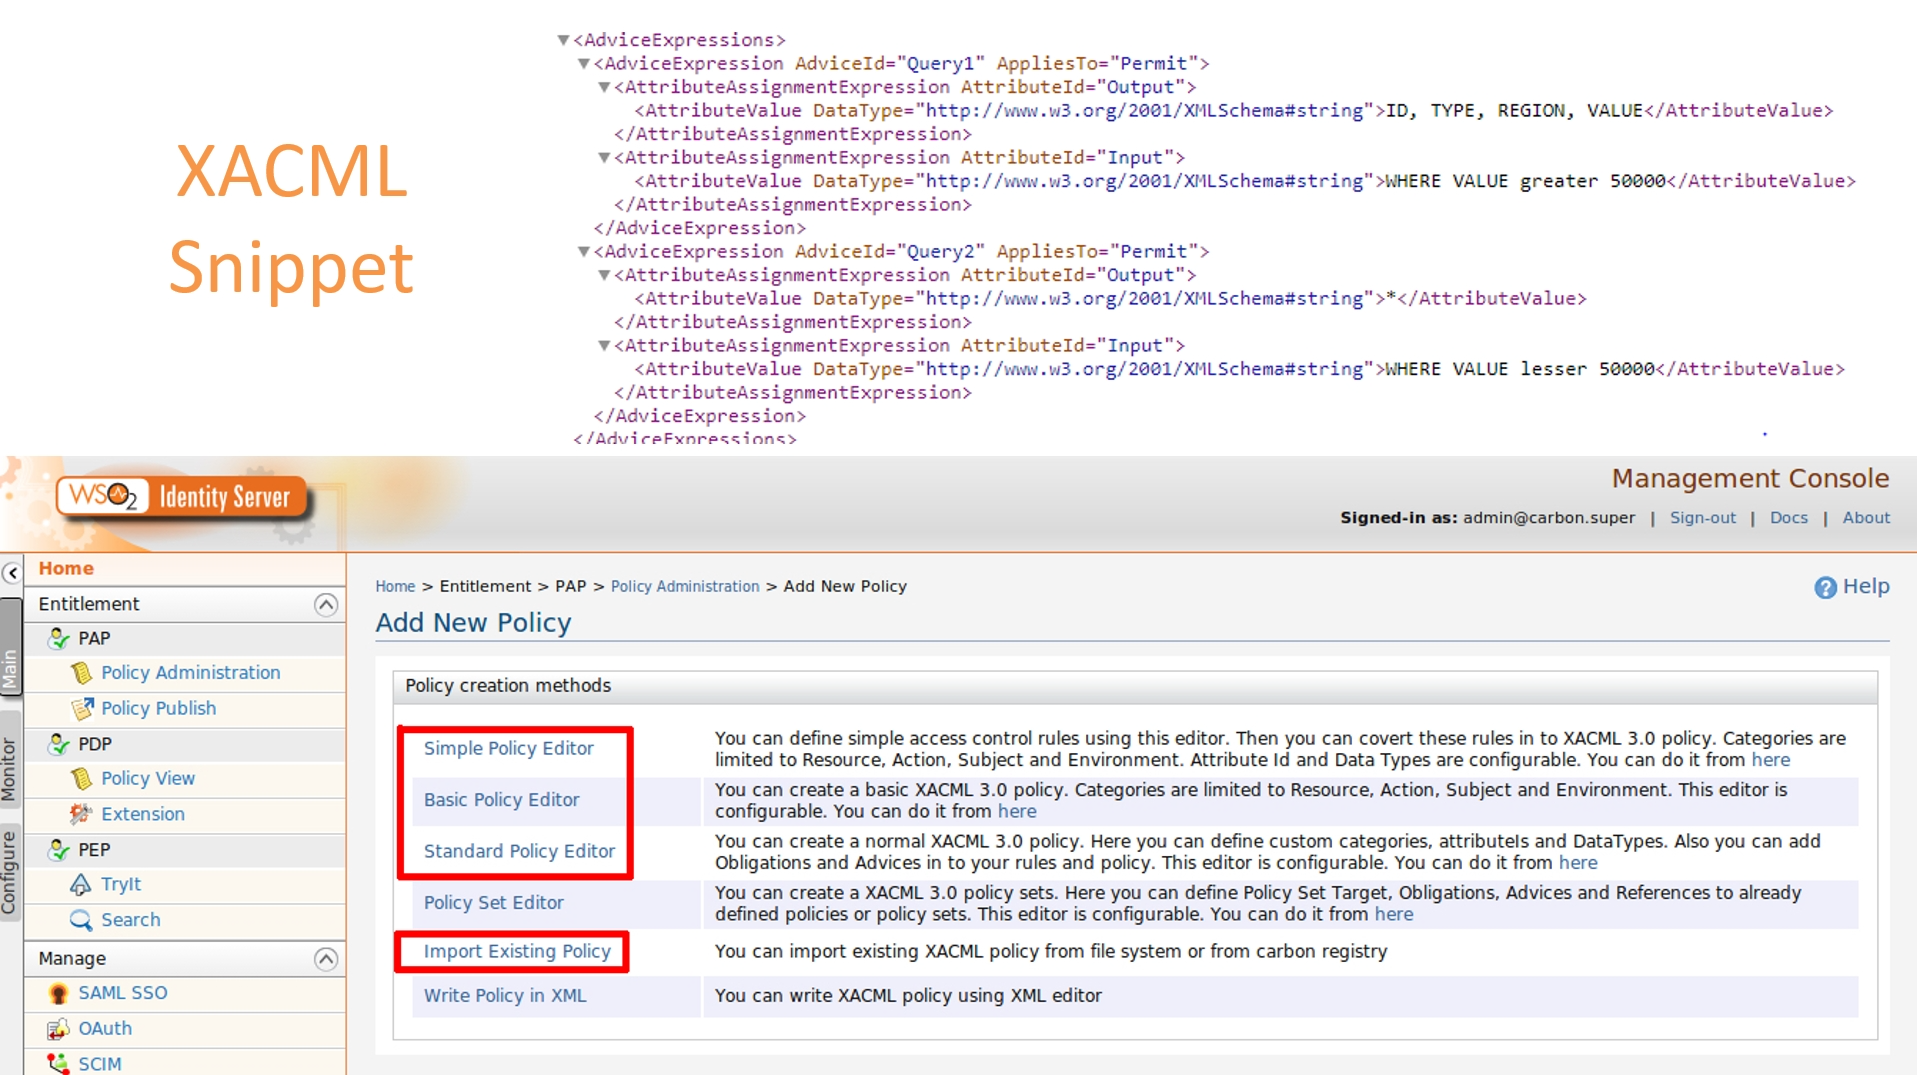 XACML
Snippet
▼<AdviceExpressions>
▼<AdviceExpression AdviceId="Query1" AppliesTo="Permit">
▼<AttributeAssignmentExpression AttributeId="Output">
<AttributeValue DataType="http://www.w3.org/2001/XMLSchema#string">ID, TYPE, REGION, VALUE</AttributeValue>
</AttributeAssignmentExpression>
▼<AttributeAssignmentExpression AttributeId="Input">
<AttributeValue DataType="http://www.w3.org/2001/XMLSchema#string">WHERE VALUE greater 50000</AttributeValue>
</AttributeAssignmentExpression>
</AdviceExpression>
▼<AdviceExpression AdviceId="Query2" AppliesTo="Permit">
▼<AttributeAssignmentExpression AttributeId="Output">
<AttributeValue DataType="http://www.w3.org/2001/XMLSchema#string">*</AttributeValue>
</AttributeAssignmentExpression>
▼<AttributeAssignmentExpression AttributeId="Input">
<AttributeValue DataType="http://www.w3.org/2001/XMLSchema#string">WHERE VALUE lesser 50000</AttributeValue>
</AttributeAssignmentExpression>
</AdviceExpression>
</AdviceExpressions>
WSO2 Identity Server
Management Console
Signed-in as: admin@carbon.super | Sign-out | Docs | About
Main
Monitor
Configure
Home
Entitlement
PAP
Policy Administration
Policy Publish
PDP
Policy View
Extension
PEP
TryIt
Search
Manage
SAML SSO
OAuth
SCIM
Home > Entitlement > PAP > Policy Administration > Add New Policy
Help
Add New Policy
Policy creation methods
Simple Policy Editor
You can define simple access control rules using this editor. Then you can covert these rules in to XACML 3.0 policy. Categories are
limited to Resource, Action, Subject and Environment. Attribute Id and Data Types are configurable. You can do it from here
Basic Policy Editor
You can create a basic XACML 3.0 policy. Categories are limited to Resource, Action, Subject and Environment. This editor is
configurable. You can do it from here
Standard Policy Editor
You can create a normal XACML 3.0 policy. Here you can define custom categories, attributeIs and DataTypes. Also you can add
Obligations and Advices in to your rules and policy. This editor is configurable. You can do it from here
Policy Set Editor
You can create a XACML 3.0 policy sets. Here you can define Policy Set Target, Obligations, Advices and References to already
defined policies or policy sets. This editor is configurable. You can do it from here
Import Existing Policy
You can import existing XACML policy from file system or from carbon registry
Write Policy in XML
You can write XACML policy using XML editor